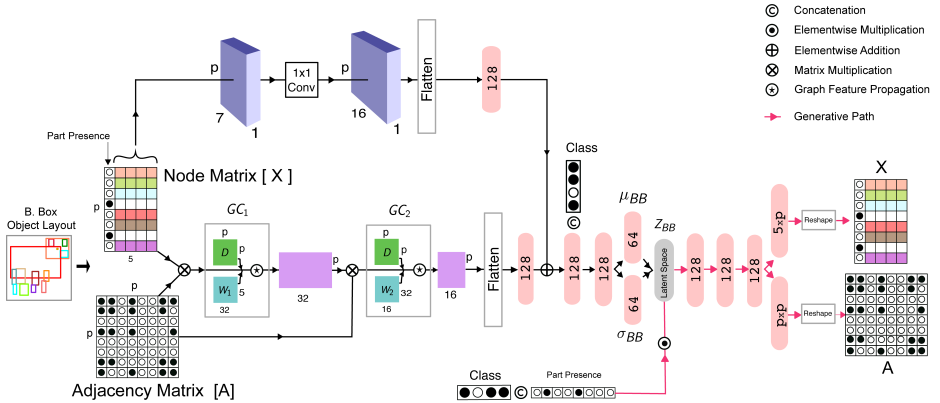 Concatenation
Elementwise Multiplication
Elementwise Addition
Matrix Multiplication
Graph Feature Propagation
Generative Path
p
7
1
1x1
Conv
p
16
1
Flatten
128
Part Presence
Node Matrix [ X ]
p
5
B. Box
Object Layout
p
p
Adjacency Matrix [A]
GC1
p
D
p
W1
5
32
p
32
GC2
p
D
p
W2
32
16
p
16
Flatten
128
Class
128
128
μBB
64
64
σBB
ZBB
Latent Space
128
128
128
5×p
p×p
Reshape
Reshape
X
A
Class
Part Presence